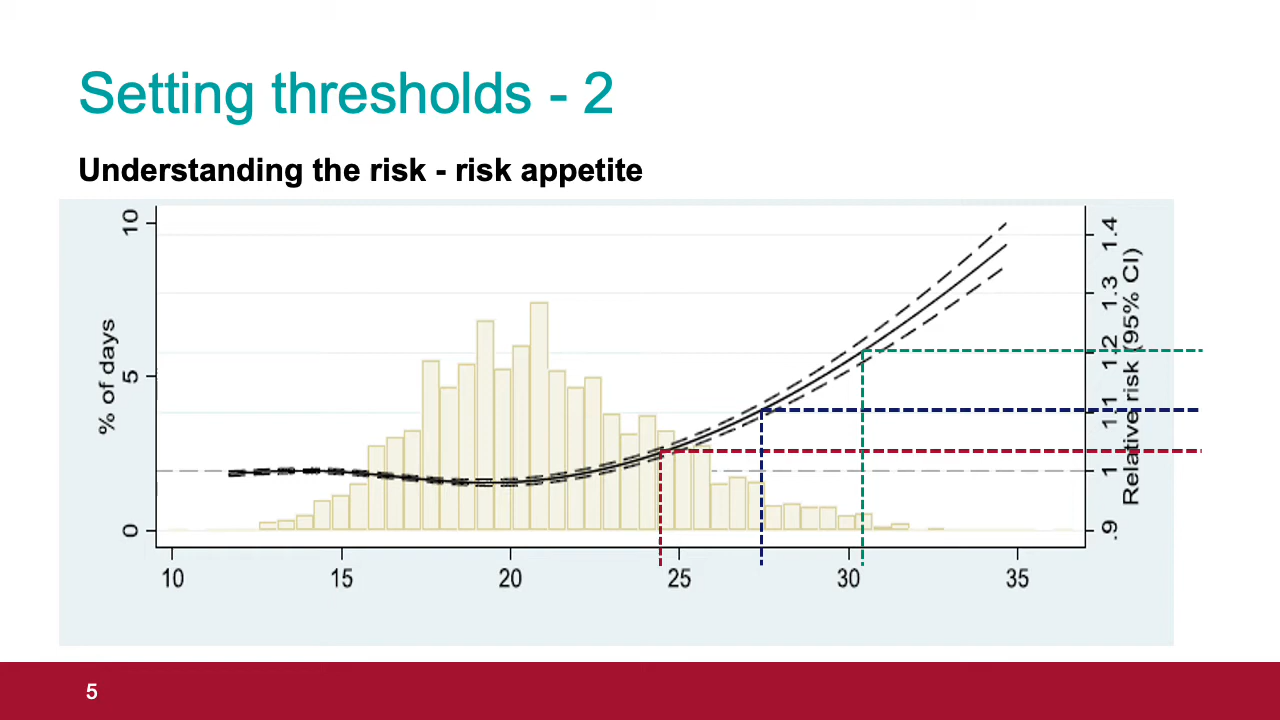 Setting thresholds - 2
Understanding the risk - risk appetite
% of days
10
5
0
Relative risk (95% CI)
1.4
1.3
1.2
1.1
1
.9
10 15 20 25 30 35
5